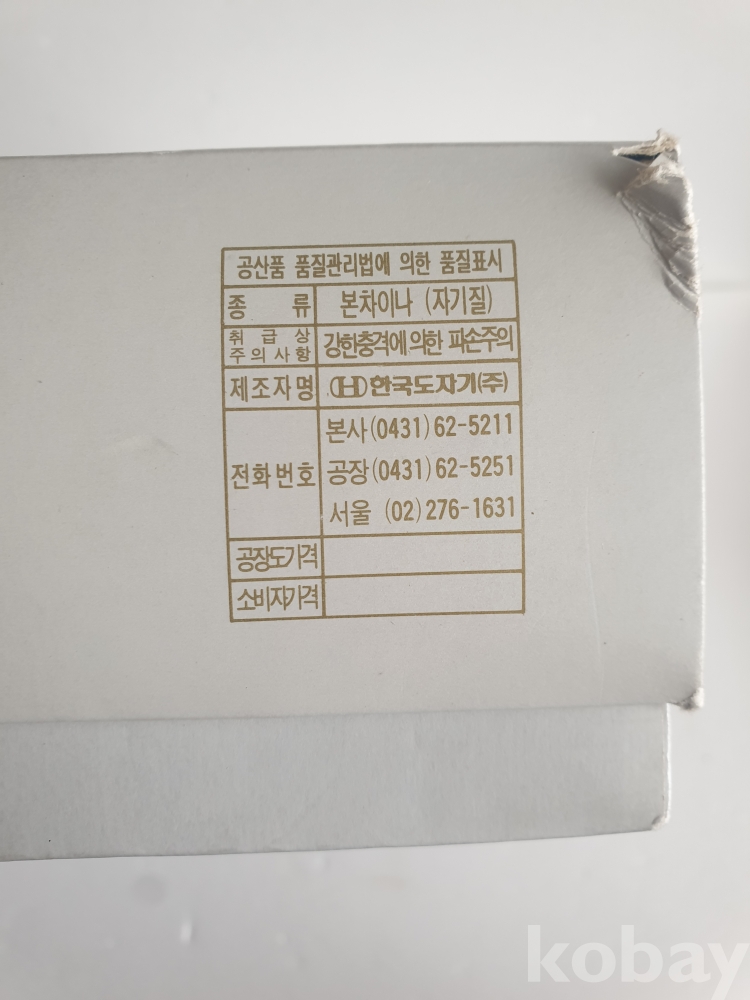 공산품 품질관리법에 의한 품질표시
종 류 본차이나 (자기질)
취 급 상
주 의 사 항
강한충격에의한 파손주의
제조자명 H 한국도자기(주)
전화번호
본사 (0431) 62-5211
공장 (0431) 62-5251
서울 (02) 276-1631
공장도가격
소비자가격
kobay